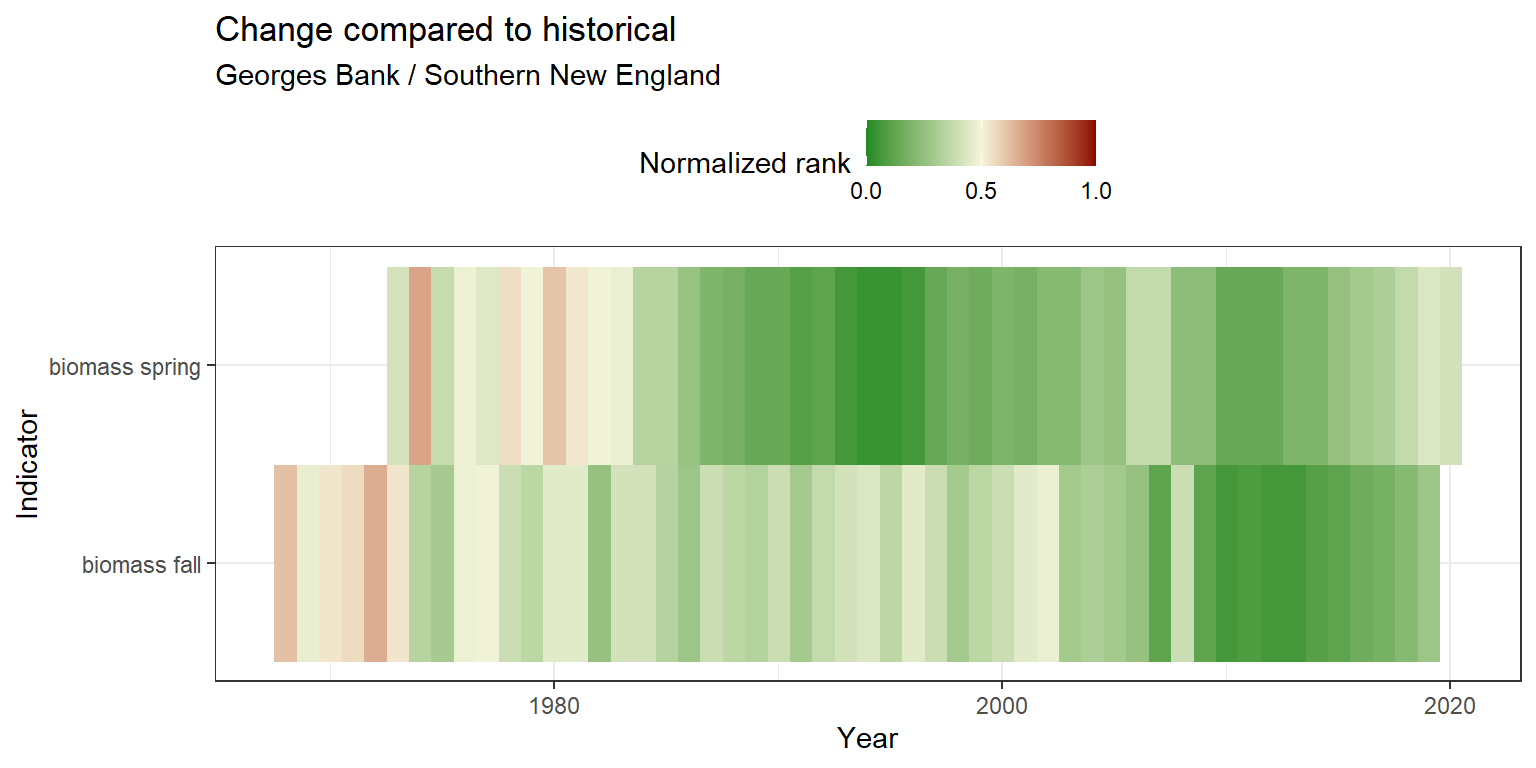 Change compared to historical
Georges Bank / Southern New England
Normalized rank
0.0 0.5 1.0
Indicator
biomass spring
biomass fall
1980 2000 2020
Year